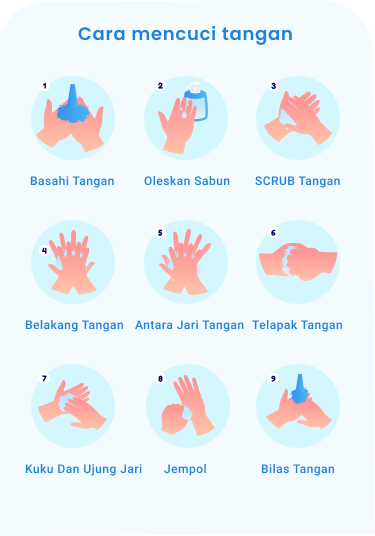 Cara mencuci tangan
1
2
3
Basahi Tangan
Oleskan Sabun
SCRUB Tangan
4
5
6
Belakang Tangan
Antara Jari Tangan
Telapak Tangan
7
8
9
Kuku Dan Ujung Jari
Jempol
Bilas Tangan